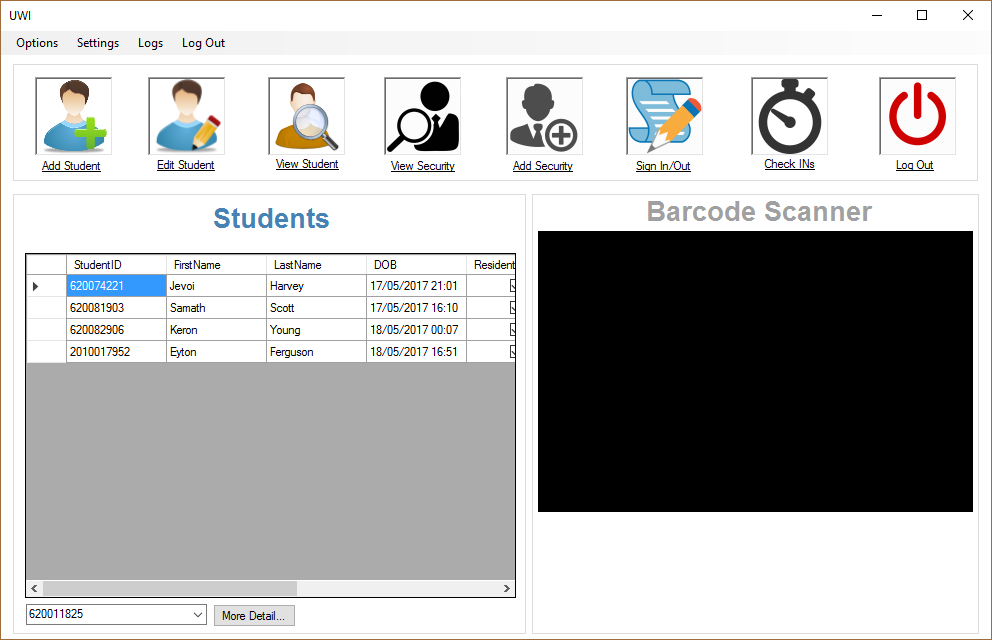 UWI
Options Settings Logs Log Out
Add Student Edit Student View Student View Security Add Security Sign In/Out Check INs Log Out
Students
StudentID FirstName LastName DOB Resident
620074221 Jevoi Harvey 17/05/2017 21:01
620081903 Samath Scott 17/05/2017 16:10
620082906 Keron Young 18/05/2017 00:07
2010017952 Eyton Ferguson 18/05/2017 16:51
620011825 More Detail...
Barcode Scanner